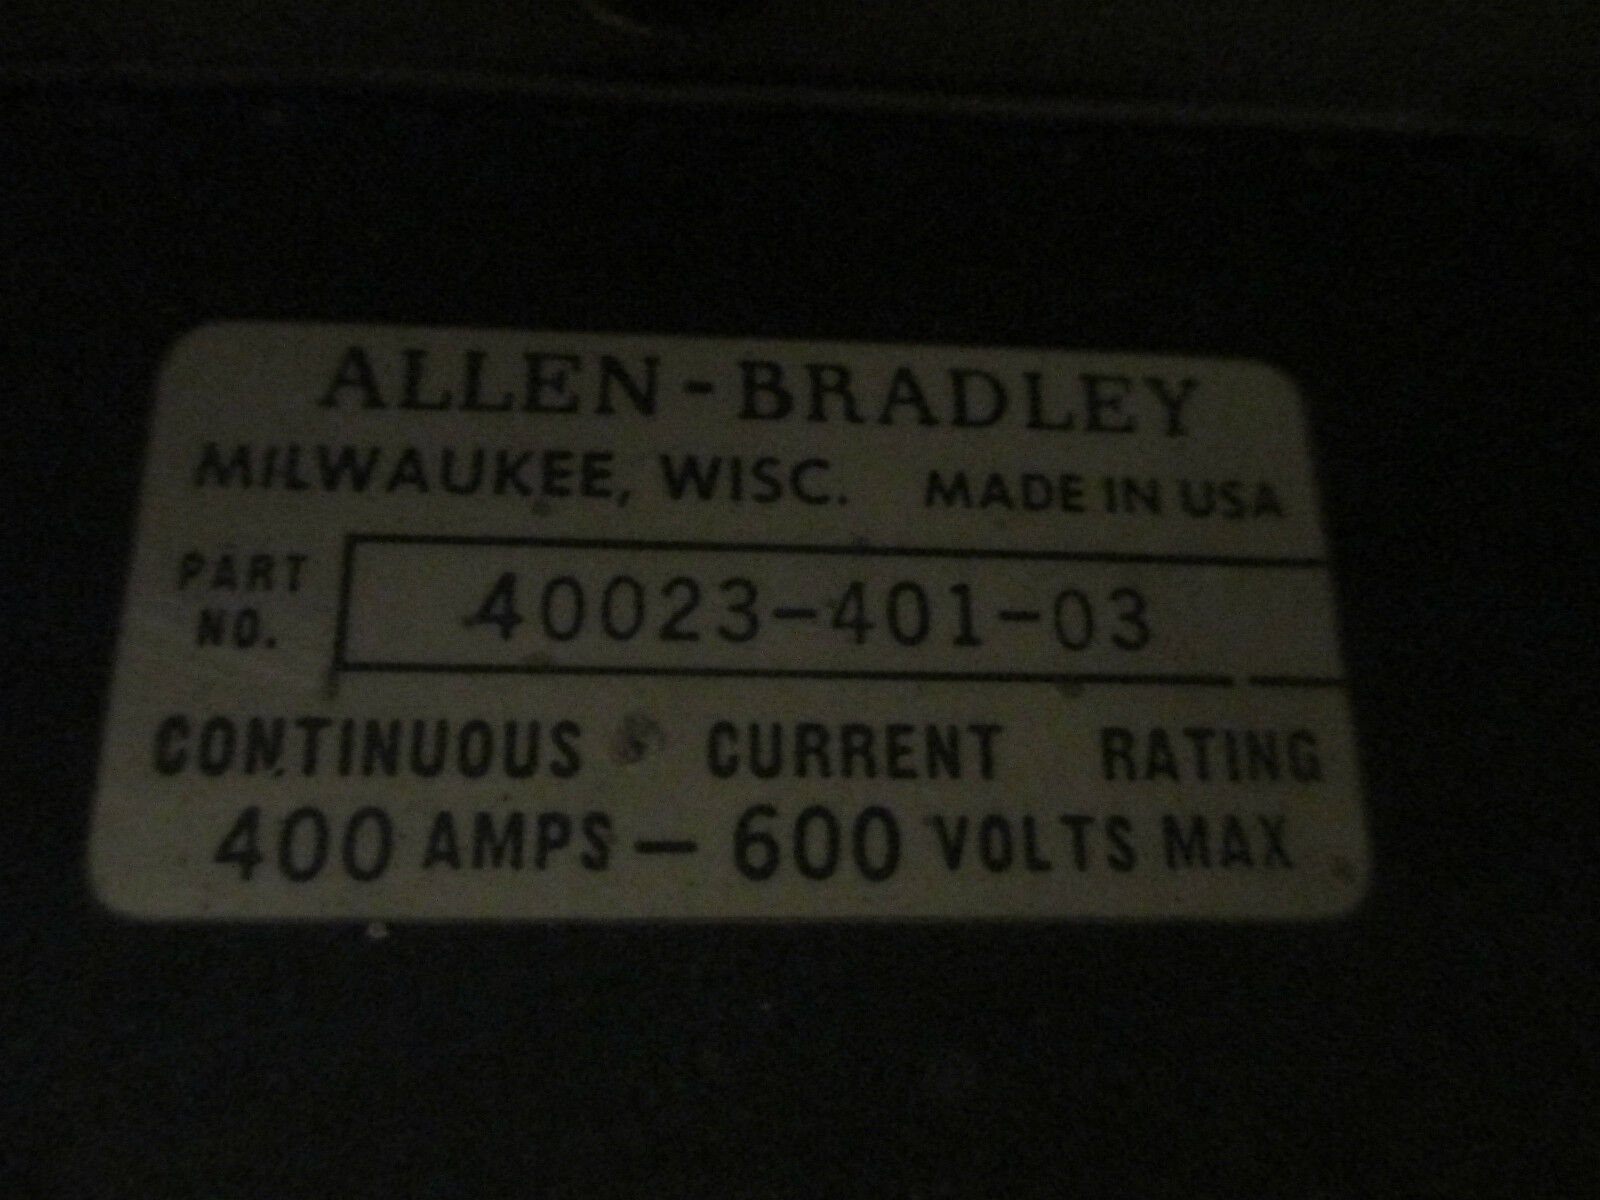 ALLEN-BRADLEY
MILWAUKEE, WISC. MADE IN USA
PART NO. 40023-401-03
CONTINUOUS CURRENT RATING
400 AMPS — 600 VOLTS MAX